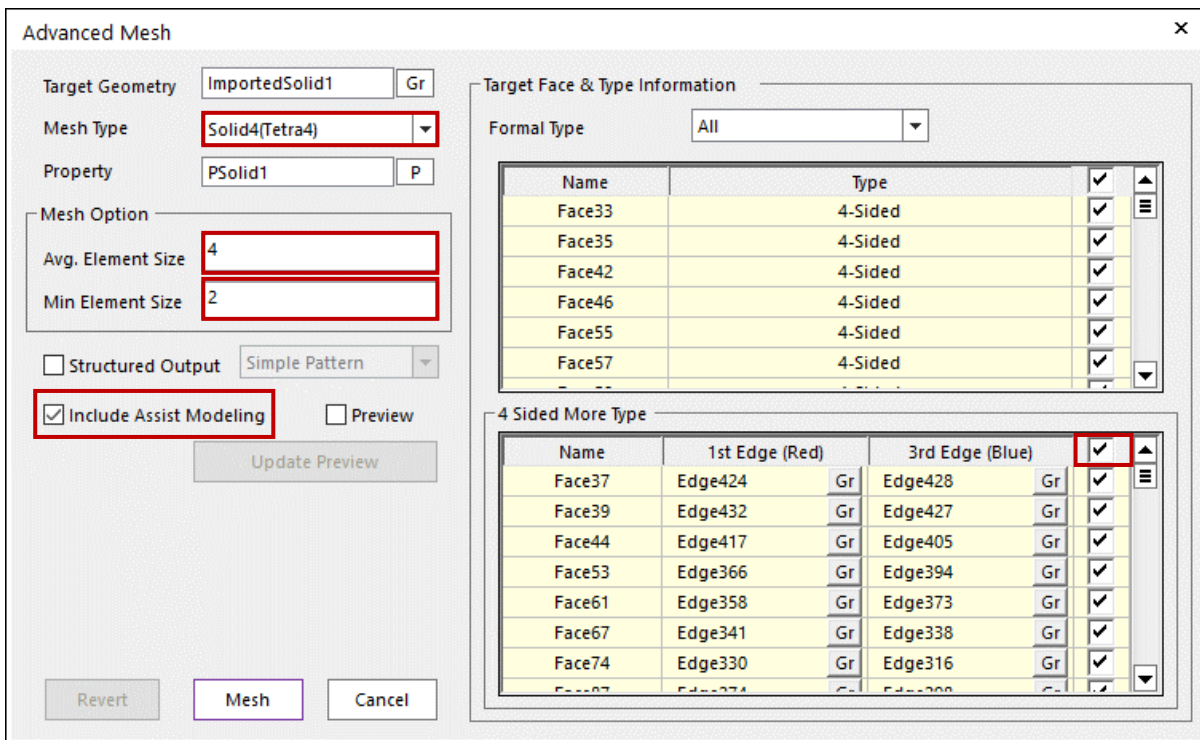 Advanced Mesh
Target Geometry ImportedSolid1 Gr
Mesh Type Solid4(Tetra4)
Property PSolid1 P
Mesh Option
Avg. Element Size 4
Min Element Size 2
Structured Output Simple Pattern
Include Assist Modeling Preview
Update Preview
Revert Mesh Cancel
Target Face & Type Information
Formal Type All
Name Type
Face33 4-Sided
Face35 4-Sided
Face42 4-Sided
Face46 4-Sided
Face55 4-Sided
Face57 4-Sided
4 Sided More Type
Name 1st Edge (Red) 3rd Edge (Blue)
Face37 Edge424 Gr Edge428 Gr
Face39 Edge432 Gr Edge427 Gr
Face44 Edge417 Gr Edge405 Gr
Face53 Edge366 Gr Edge394 Gr
Face61 Edge358 Gr Edge373 Gr
Face67 Edge341 Gr Edge338 Gr
Face74 Edge330 Gr Edge316 Gr